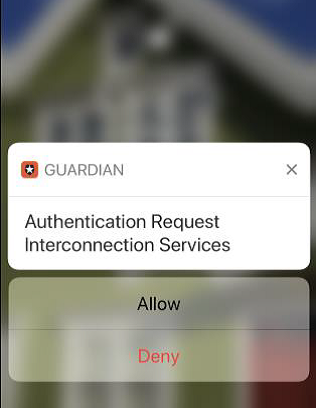 GUARDIAN
Authentication Request
Interconnection Services
Allow
Deny